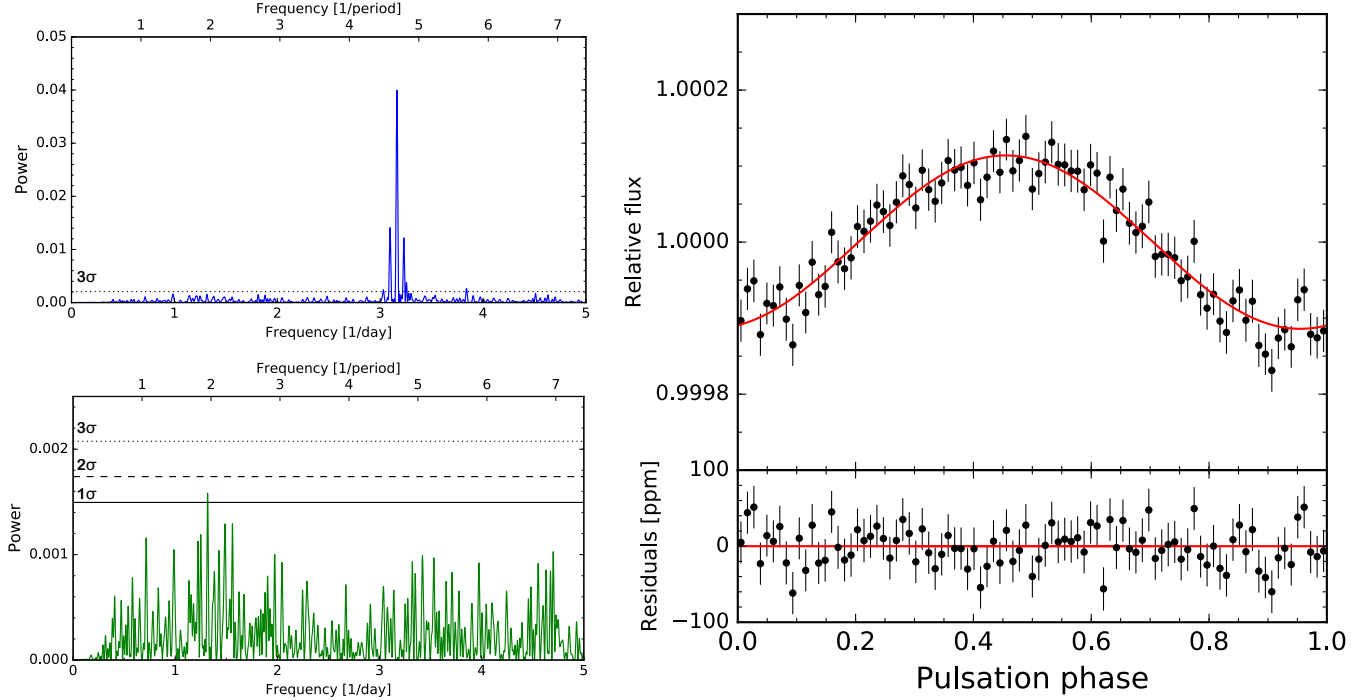 Frequency [1/period]
1 2 3 4 5 6 7
0.05
0.04
0.03
0.02
0.01
0.00
Power
3σ
0 1 2 3 4 5
Frequency [1/day]
Frequency [1/period]
1 2 3 4 5 6 7
3σ
0.002
2σ
1σ
0.001
0.000
Power
0 1 2 3 4 5
Frequency [1/day]
1.0002
1.0000
0.9998
Relative flux
100
0
−100
Residuals [ppm]
0.0 0.2 0.4 0.6 0.8 1.0
Pulsation phase